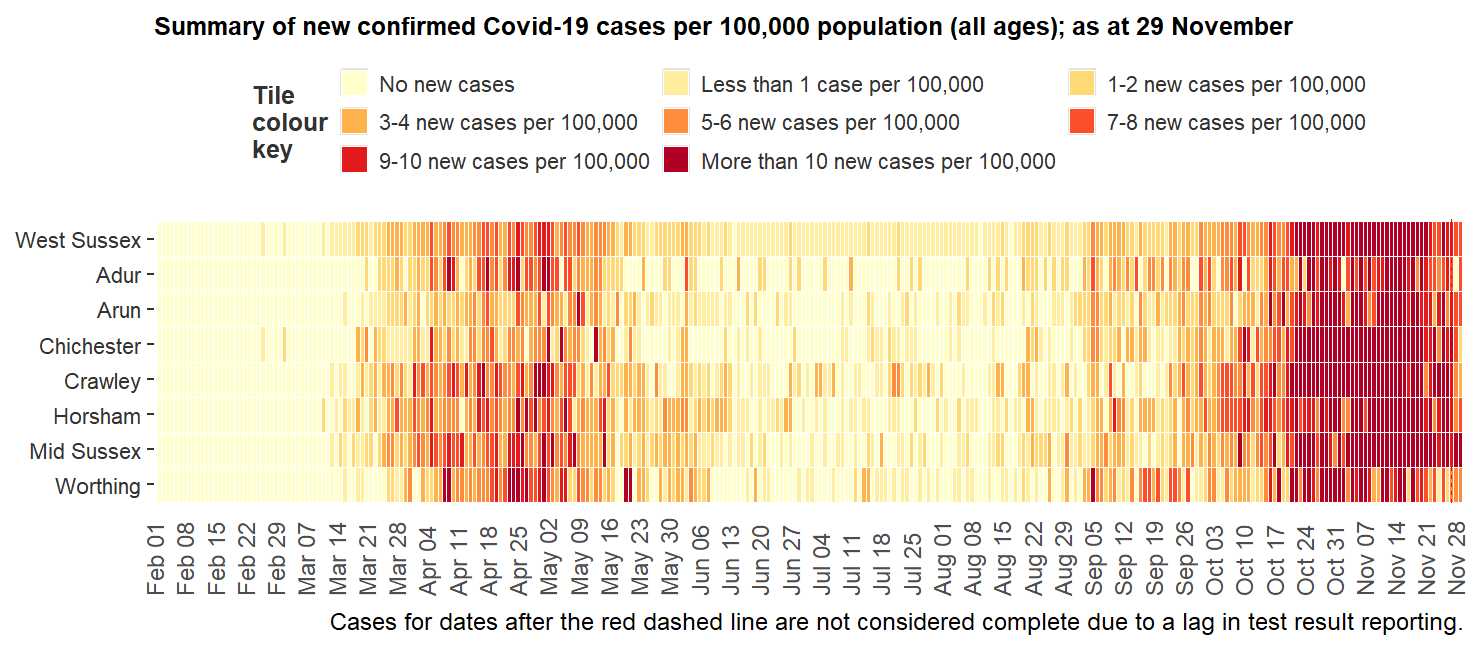 Summary of new confirmed Covid-19 cases per 100,000 population (all ages); as at 29 November
Tile colour key
No new cases
Less than 1 case per 100,000
1-2 new cases per 100,000
3-4 new cases per 100,000
5-6 new cases per 100,000
7-8 new cases per 100,000
9-10 new cases per 100,000
More than 10 new cases per 100,000
West Sussex
Adur
Arun
Chichester
Crawley
Horsham
Mid Sussex
Worthing
Feb 01
Feb 08
Feb 15
Feb 22
Feb 29
Mar 07
Mar 14
Mar 21
Mar 28
Apr 04
Apr 11
Apr 18
Apr 25
May 02
May 09
May 16
May 23
May 30
Jun 06
Jun 13
Jun 20
Jun 27
Jul 04
Jul 11
Jul 18
Jul 25
Aug 01
Aug 08
Aug 15
Aug 22
Aug 29
Sep 05
Sep 12
Sep 19
Sep 26
Oct 03
Oct 10
Oct 17
Oct 24
Oct 31
Nov 07
Nov 14
Nov 21
Nov 28
Cases for dates after the red dashed line are not considered complete due to a lag in test result reporting.